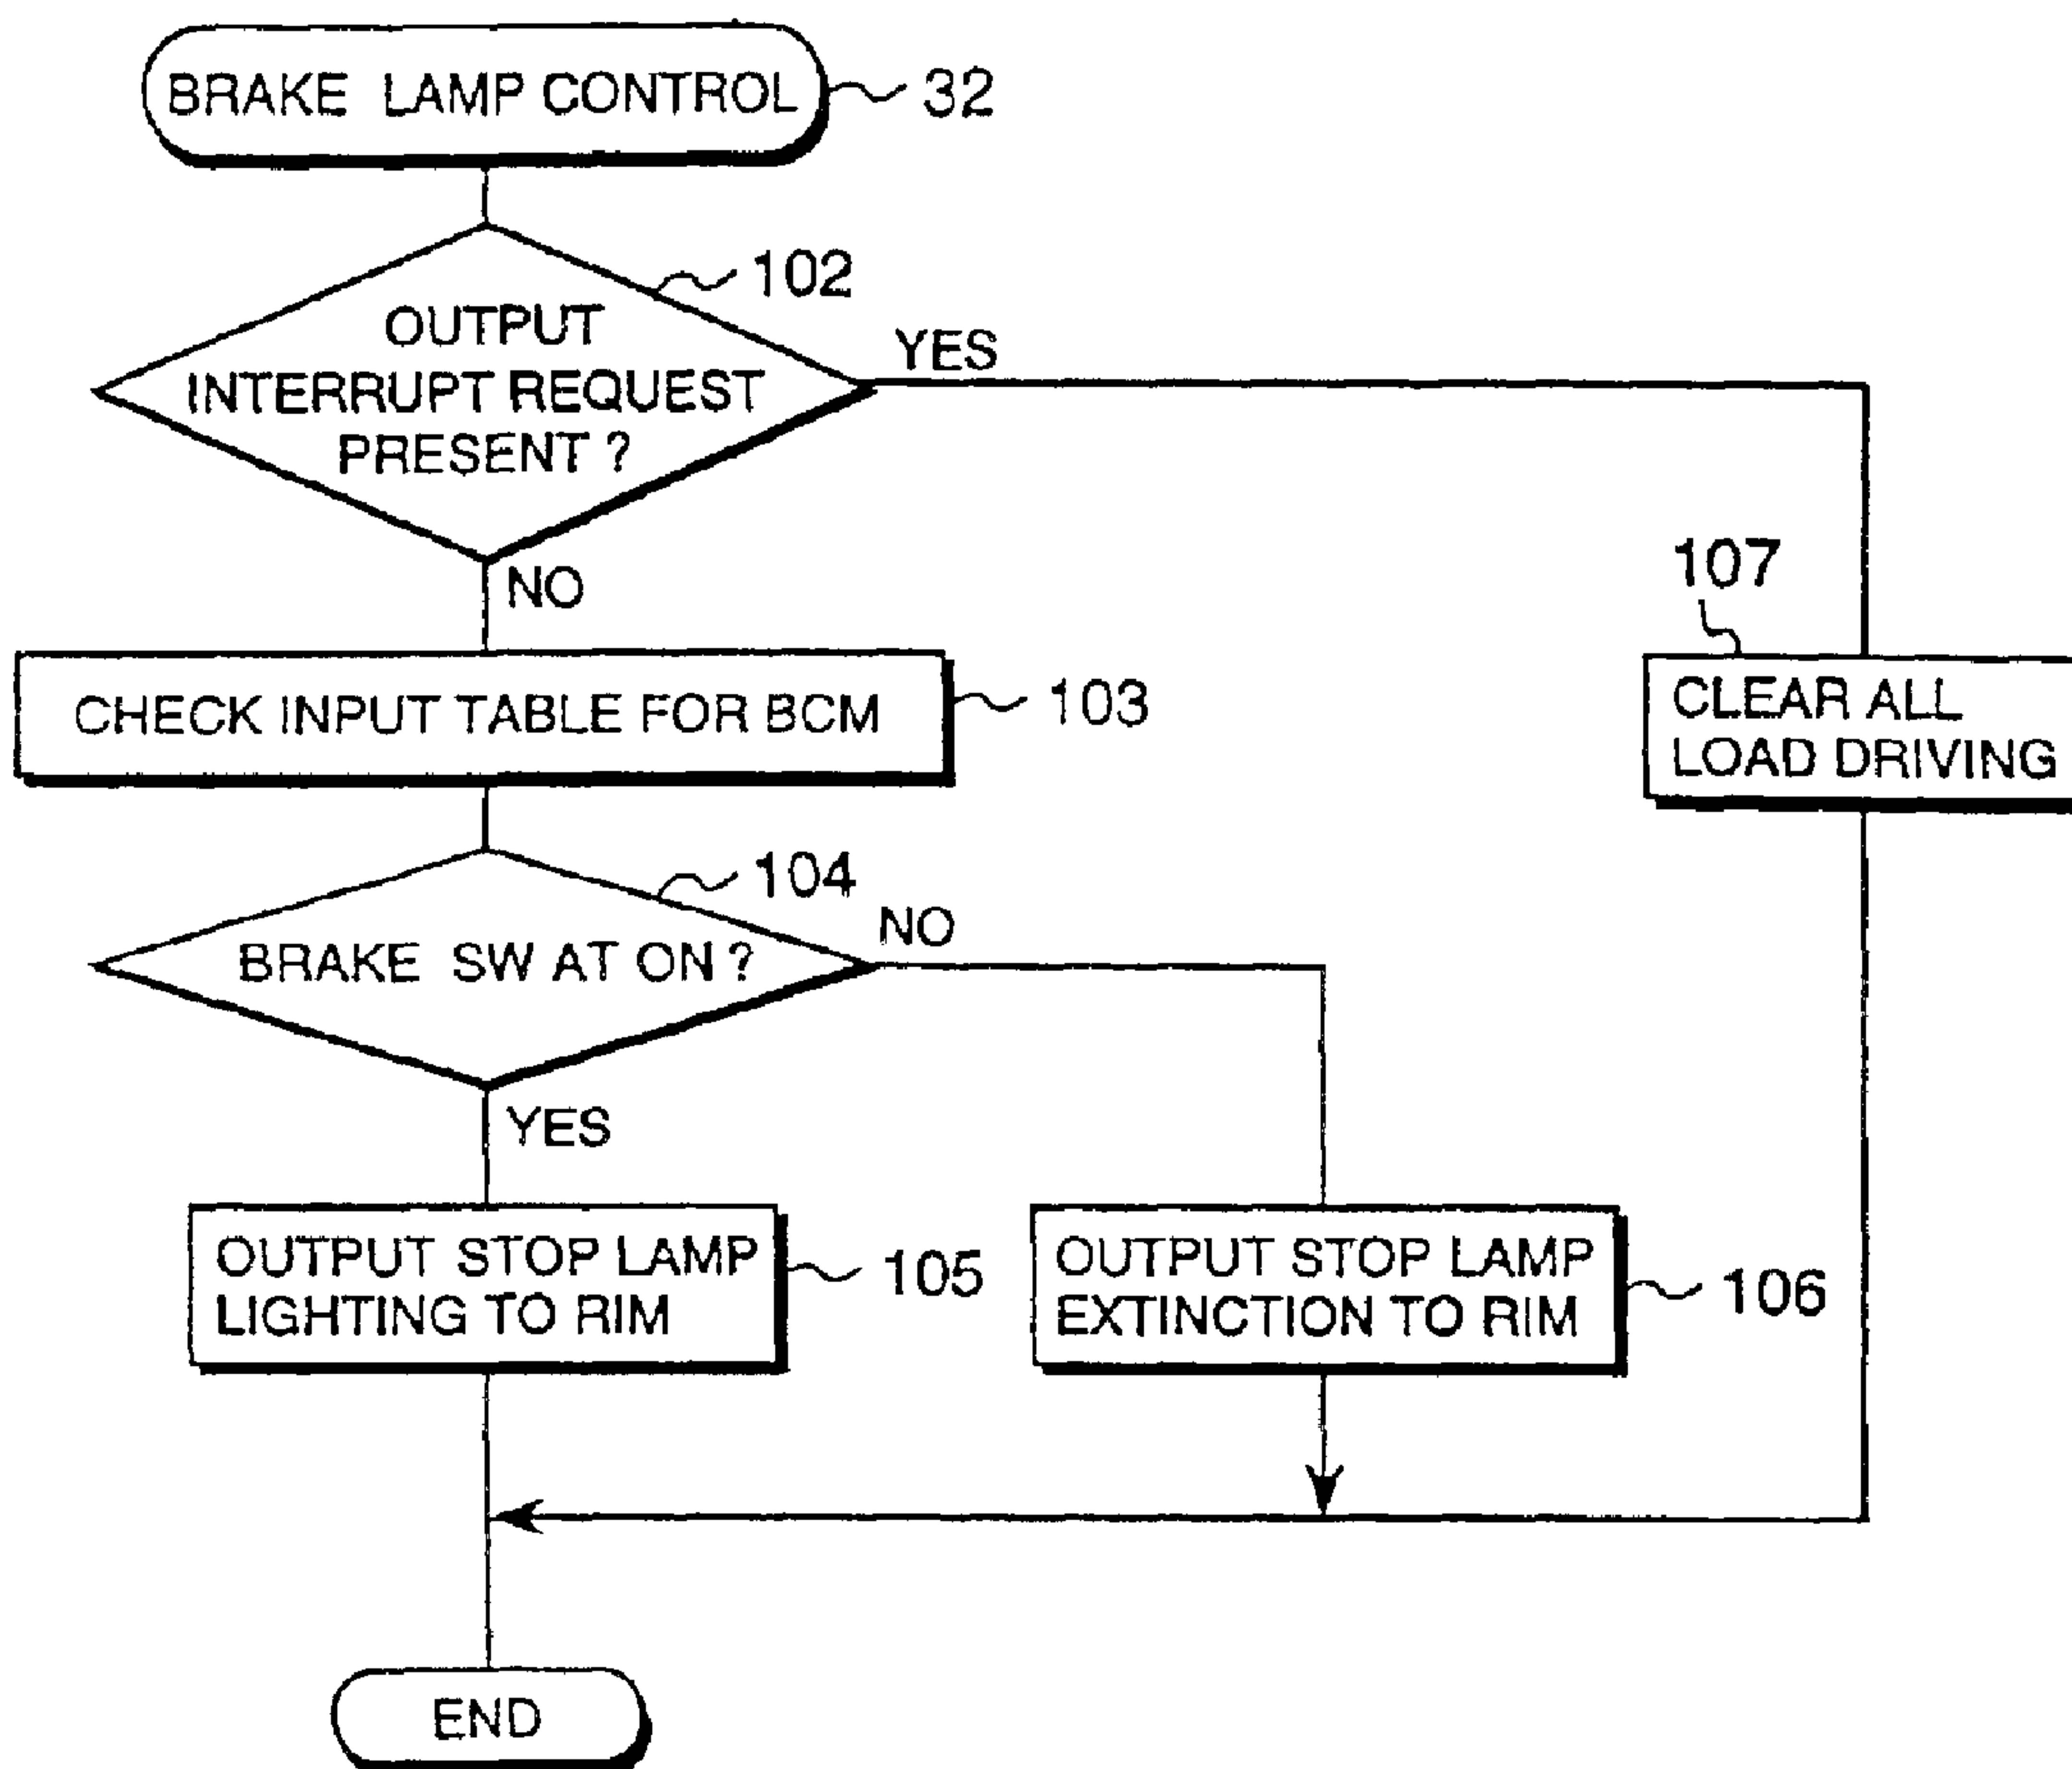 BRAKE LAMP CONTROL
32
102
OUTPUT
INTERRUPT REQUEST
PRESENT ?
YES
NO
107
CLEAR ALL
LOAD DRIVING
CHECK INPUT TABLE FOR BCM
103
104
BRAKE SW AT ON ?
NO
YES
OUTPUT STOP LAMP
LIGHTING TO RIM
105
OUTPUT STOP LAMP
EXTINCTION TO RIM
106
END